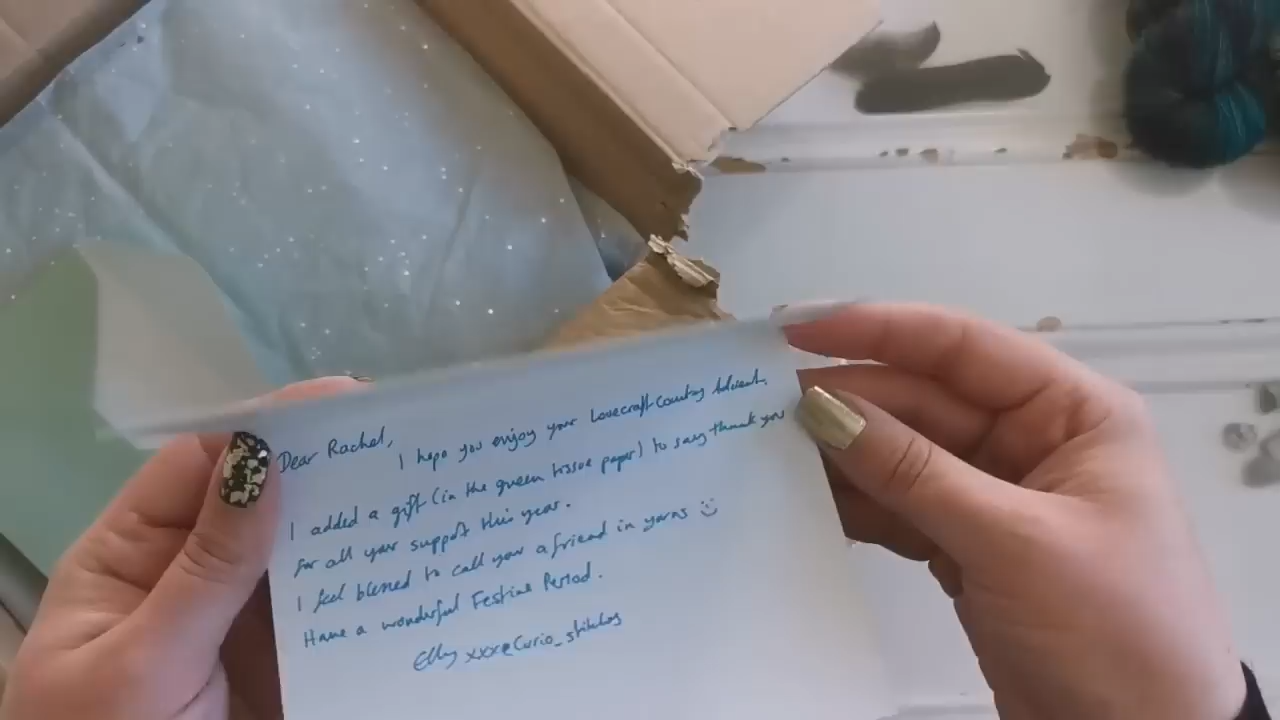 Dear Rachel,
I hope you enjoy your Lovecraft Country Advent.
I added a gift (in the green tissue paper) to say thank you
for all your support this year.
I feel blessed to call you a friend in yarns :)
Have a wonderful Festive Period.
Elly xxx @Curio_stitches